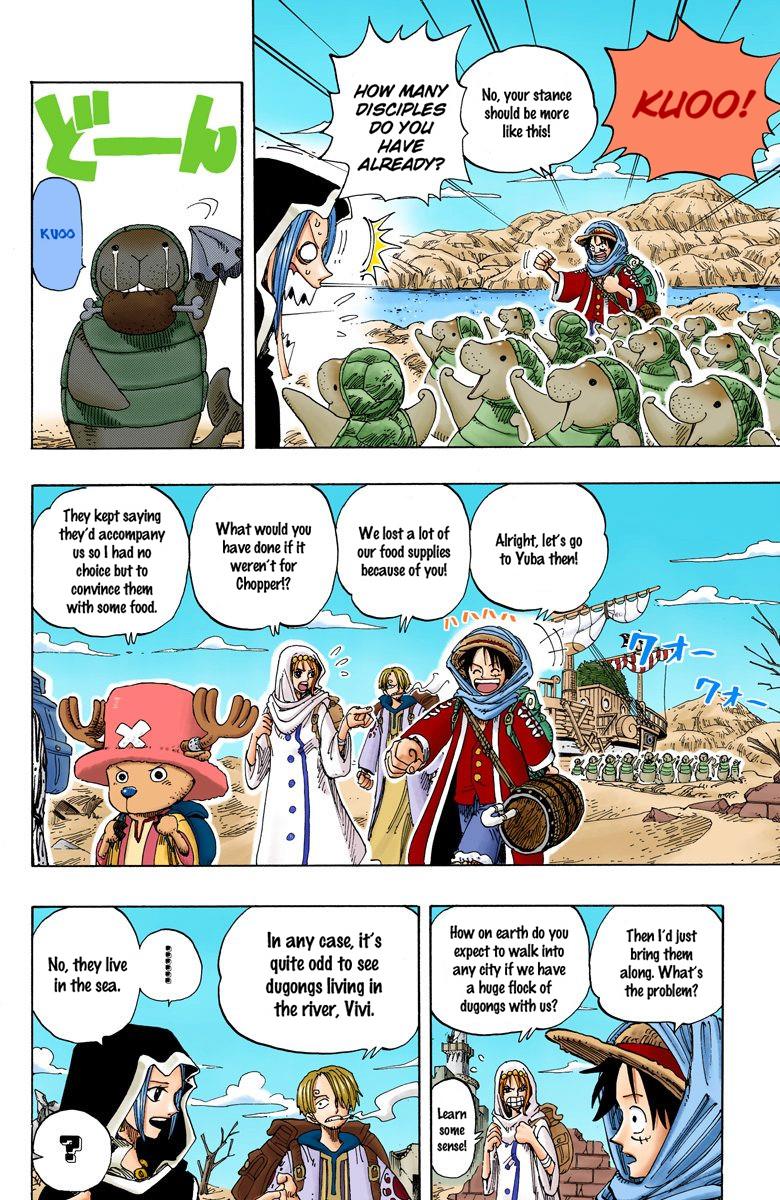 KUOO!
No, your stance
should be more
like this!
HOW MANY
DISCIPLES
DO YOU
HAVE
ALREADY?
どーん
KUOO
Alright, let's go
to Yuba then!
We lost a lot of
our food supplies
because of you!
What would you
have done if it
weren't for
Chopper!?
They kept saying
they'd accompany
us so I had no
choice but to
convince them
with some food.
クォー
クォー
Then I'd just
bring them
along. What's
the problem?
How on earth do you
expect to walk into
any city if we have
a huge flock of
dugongs with us?
Learn
some
sense!
In any case, it's
quite odd to see
dugongs living in
the river, Vivi.
No, they live
in the sea.
?